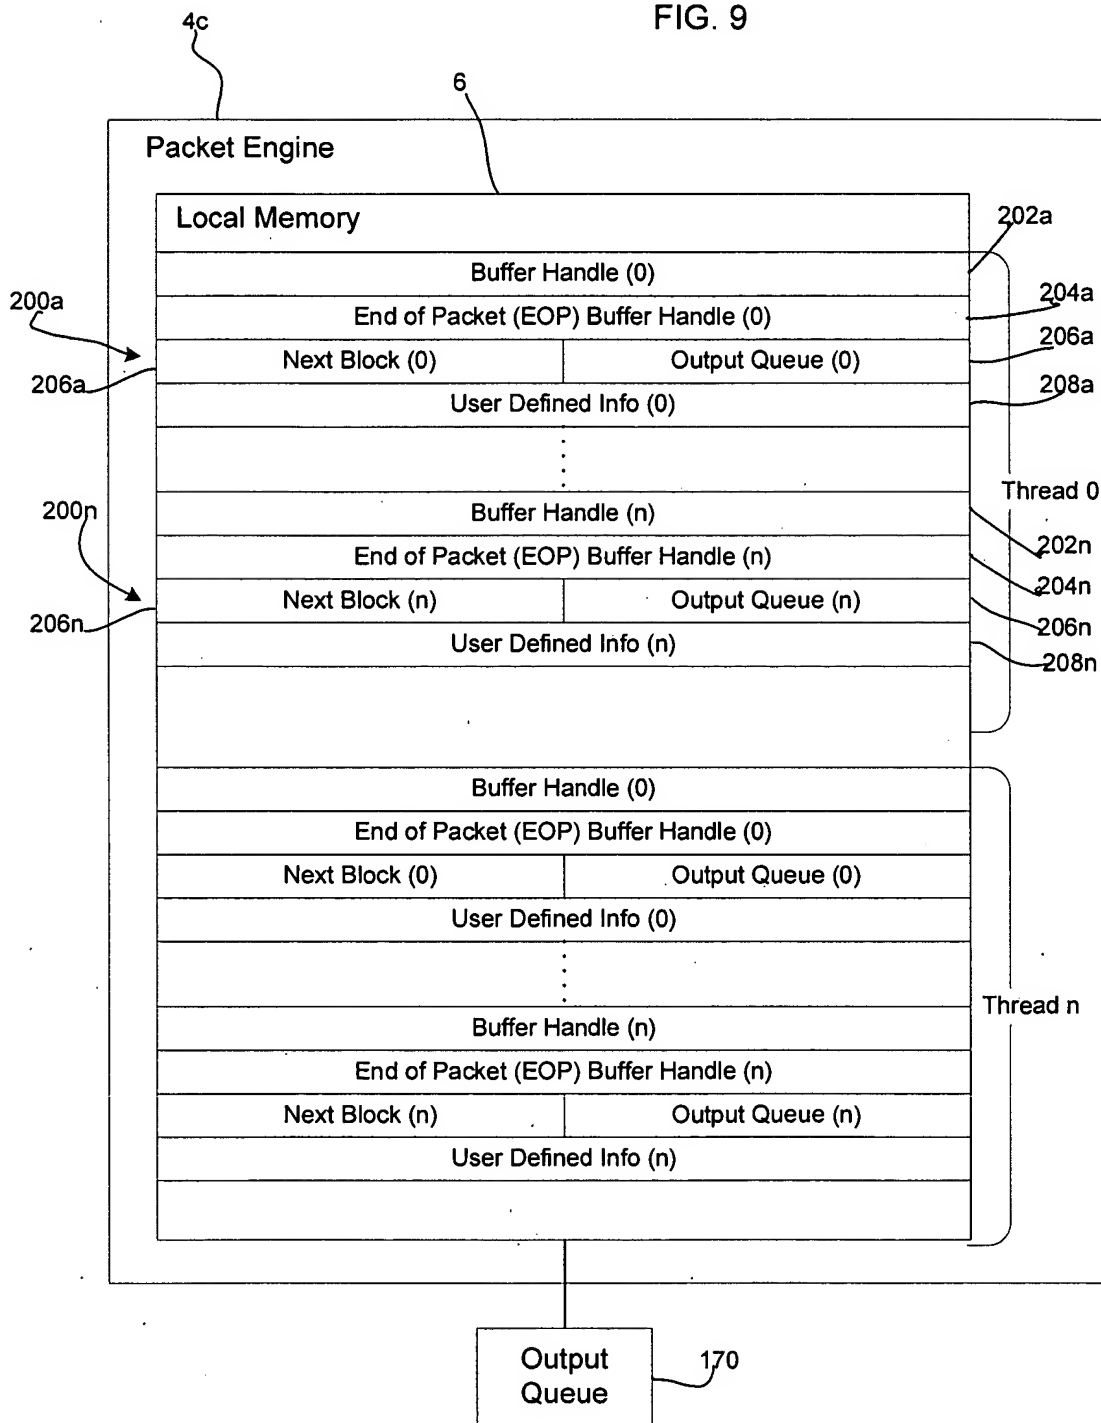 FIG. 9
4c
6
Packet Engine
Local Memory
202a
Buffer Handle (0)
200a
204a
End of Packet (EOP) Buffer Handle (0)
206a
Next Block (0) Output Queue (0)
206a
208a
User Defined Info (0)
Thread 0
200n
Buffer Handle (n)
202n
End of Packet (EOP) Buffer Handle (n)
204n
Next Block (n) Output Queue (n)
206n
206n
User Defined Info (n)
208n
Buffer Handle (0)
End of Packet (EOP) Buffer Handle (0)
Next Block (0) Output Queue (0)
User Defined Info (0)
Thread n
Buffer Handle (n)
End of Packet (EOP) Buffer Handle (n)
Next Block (n) Output Queue (n)
User Defined Info (n)
Output
Queue
170